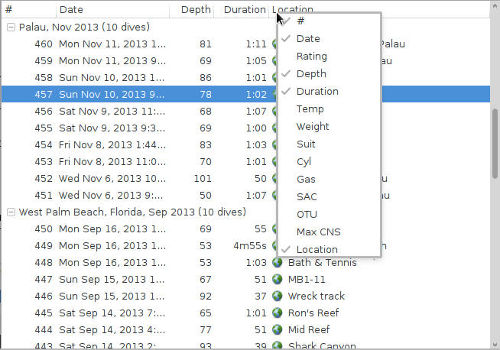 # Date Depth Duration Location
Palau, Nov 2013 (10 dives)
460 Mon Nov 11, 2013 1... 81 1:11 Palau
459 Mon Nov 11, 2013 9... 69 1:05
458 Sun Nov 10, 2013 1... 86 1:01
457 Sun Nov 10, 2013 9... 78 1:02
456 Sat Nov 9, 2013 11:... 68 1:07
455 Sat Nov 9, 2013 9:3... 69 1:00
454 Fri Nov 8, 2013 1:44... 83 1:03
453 Fri Nov 8, 2013 11:0... 70 1:01
452 Wed Nov 6, 2013 10... 101 50
451 Wed Nov 6, 2013 9:... 50 1:07
West Palm Beach, Florida, Sep 2013 (10 dives)
450 Mon Sep 16, 2013 1... 69 55
449 Mon Sep 16, 2013 1... 53 4m55s
448 Mon Sep 16, 2013 1... 53 1:03 Bath & Tennis
447 Sun Sep 15, 2013 1... 67 51 MB1-11
446 Sun Sep 15, 2013 1... 92 37 Wreck track
445 Sat Sep 14, 2013 7:... 65 1:01 Ron's Reef
444 Sat Sep 14, 2013 4:... 77 51 Mid Reef
443 Sat Sep 14, 2013 2:... 93 39 Shark Canyon
#
Date
Rating
Depth
Duration
Temp
Weight
Suit
Cyl
Gas
SAC
OTU
Max CNS
Location